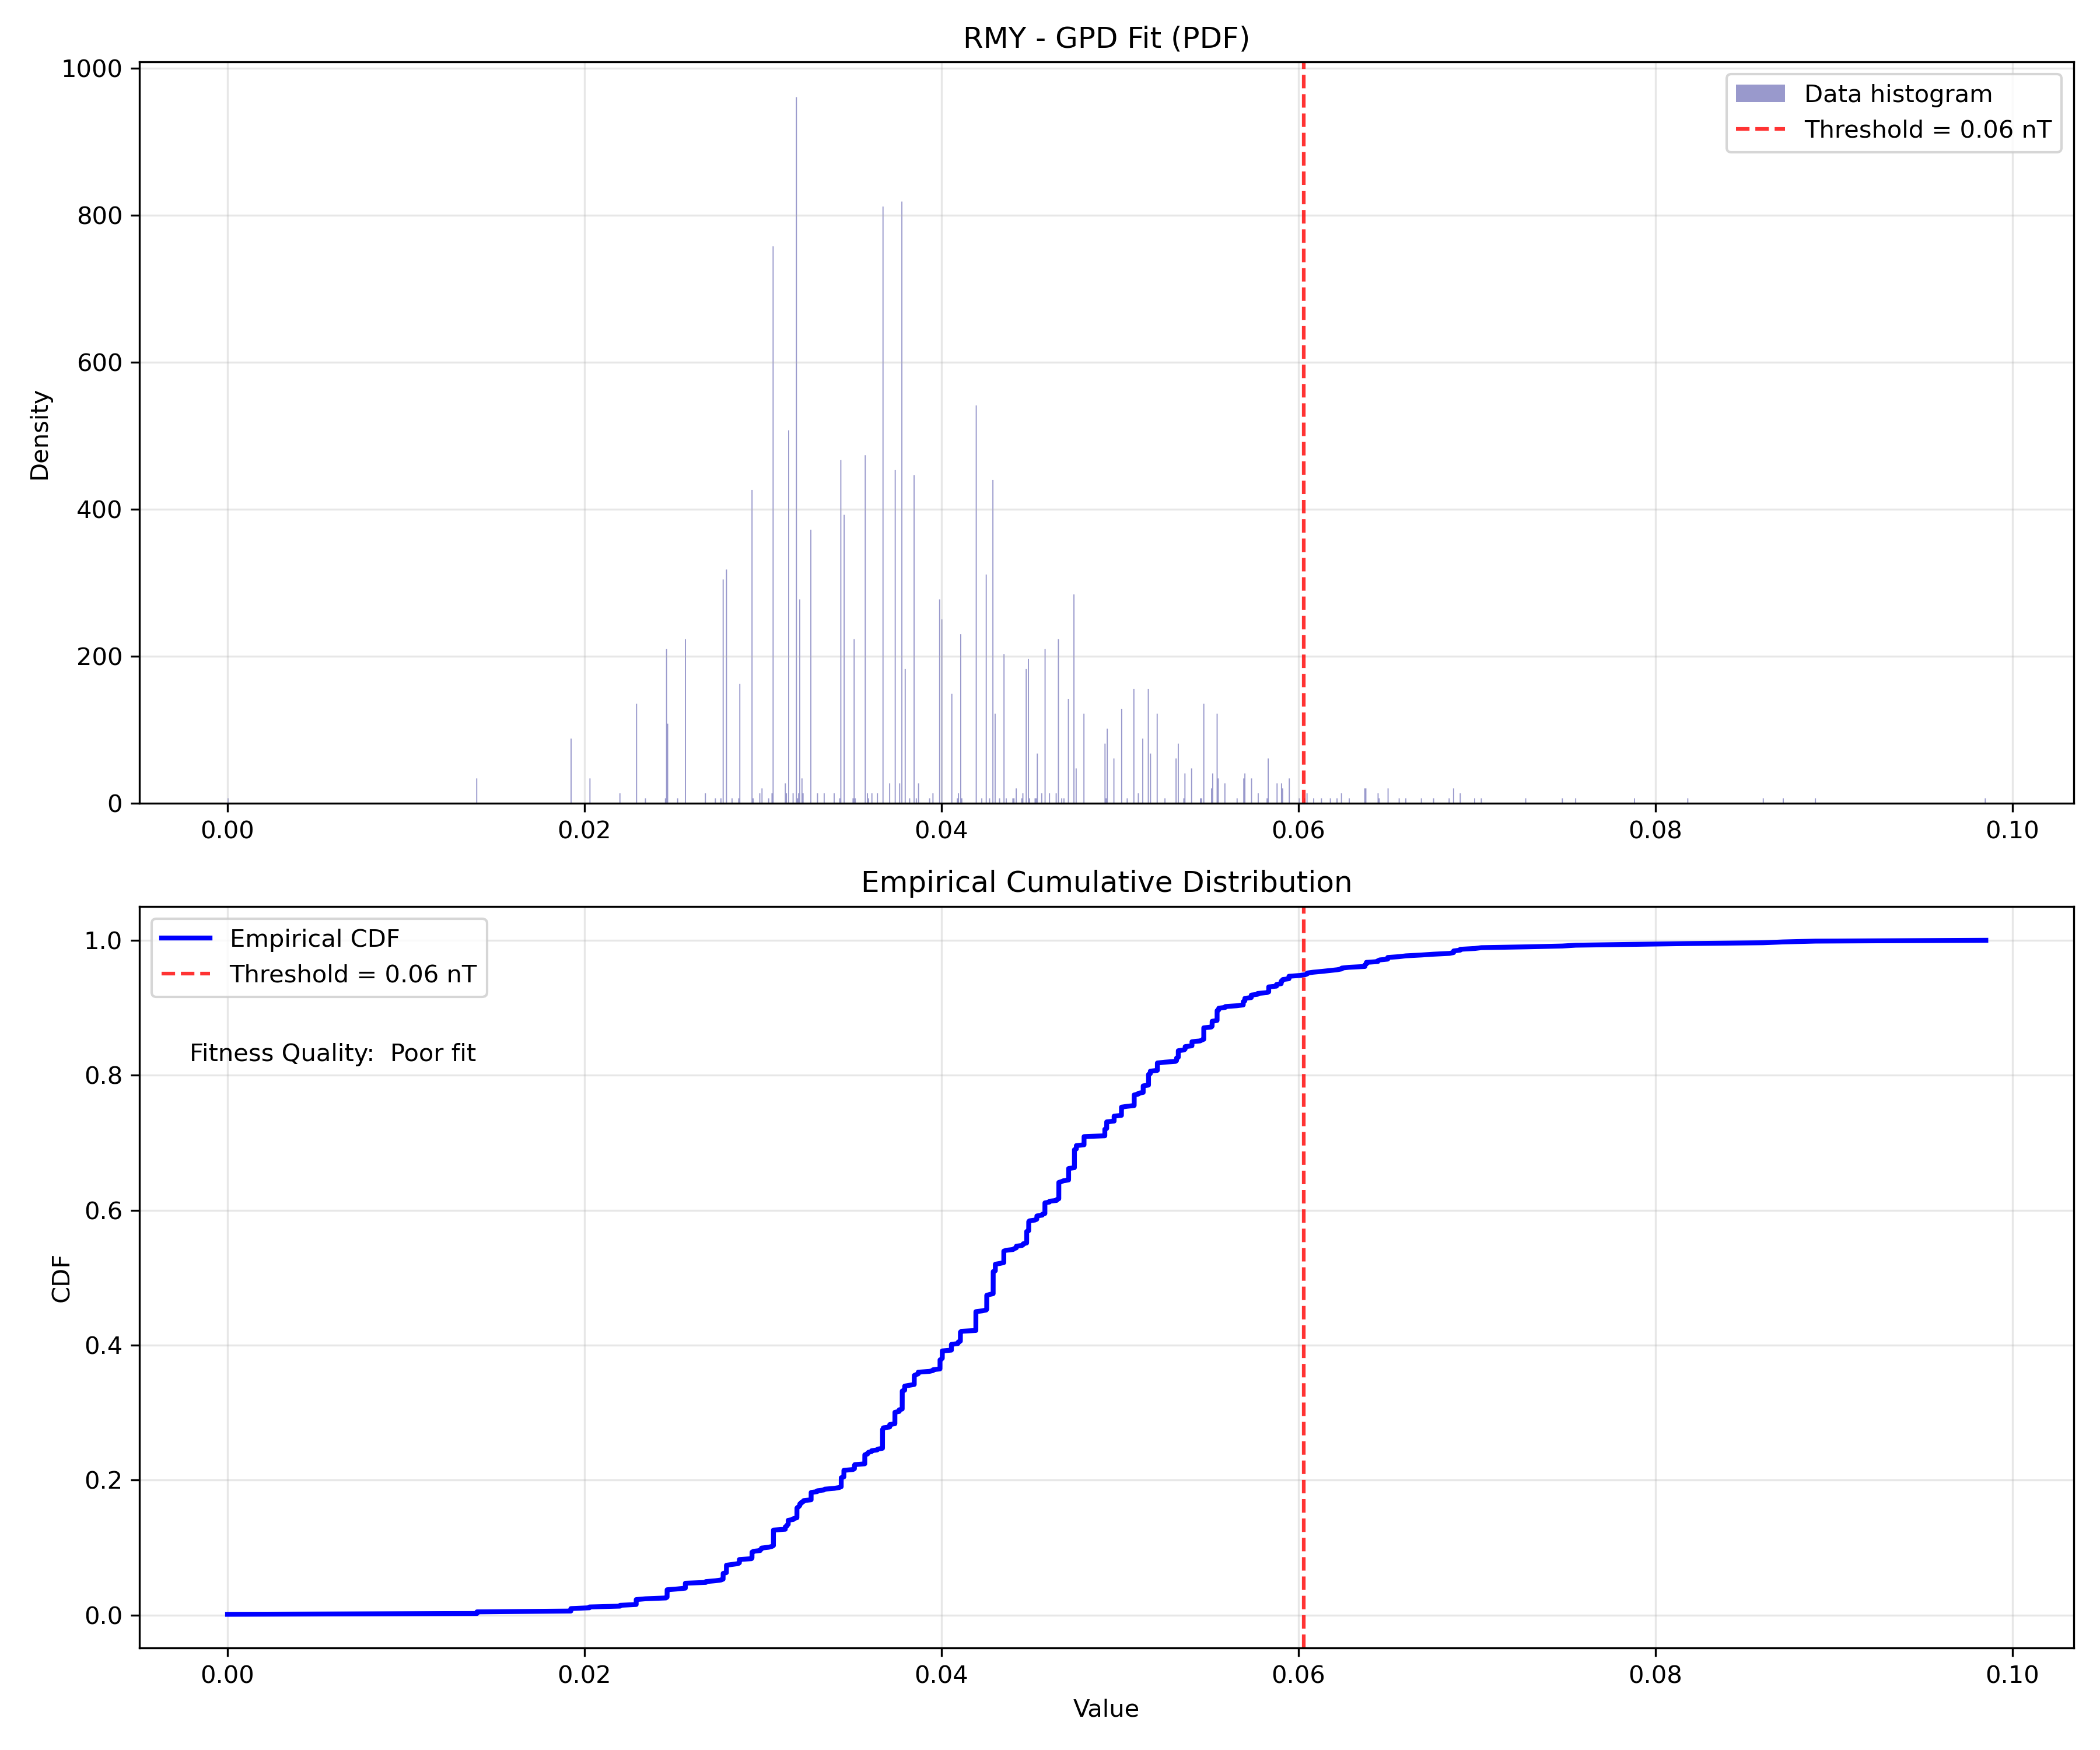 RMY - GPD Fit (PDF)
1000
800
600
400
200
0
Density
Data histogram
Threshold = 0.06 nT
0.00 0.02 0.04 0.06 0.08 0.10
Empirical Cumulative Distribution
1.0
0.8
0.6
0.4
0.2
0.0
CDF
Empirical CDF
Threshold = 0.06 nT
Fitness Quality: Poor fit
0.00 0.02 0.04 0.06 0.08 0.10
Value